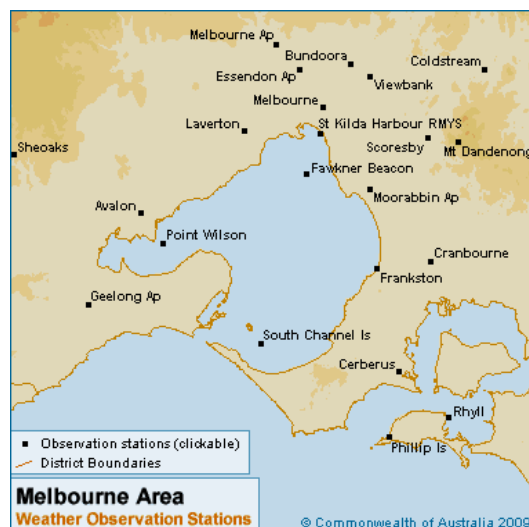 Melbourne Ap
Bundoora
Coldstream
Essendon Ap
Viewbank
Melbourne
Laverton
St Kilda Harbour RMYS
Sheoaks
Scoresby
Mt Dandenong
Fawkner Beacon
Moorabbin Ap
Avalon
Point Wilson
Cranbourne
Frankston
Geelong Ap
South Channel Is
Cerberus
Rhyll
Phillip Is
Observation stations (clickable)
District Boundaries
Melbourne Area
Weather Observation Stations
© Commonwealth of Australia